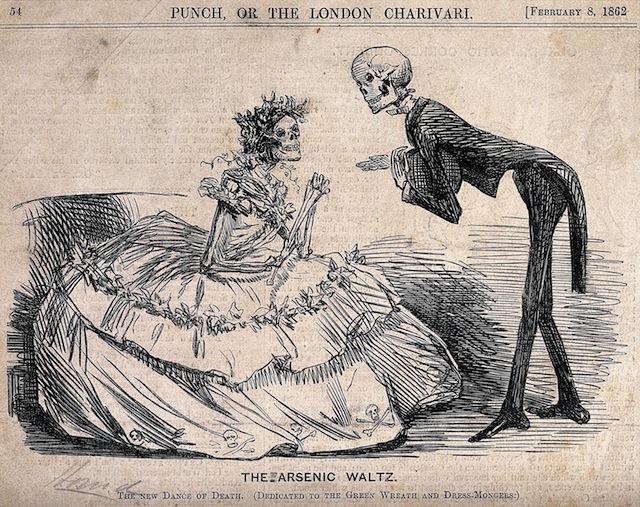 54 PUNCH, OR THE LONDON CHARIVARI. [FEBRUARY 8, 1862
THE ARSENIC WALTZ.
THE NEW DANCE OF DEATH. (DEDICATED TO THE GREEN WREATH AND DRESS-MONGERS.)